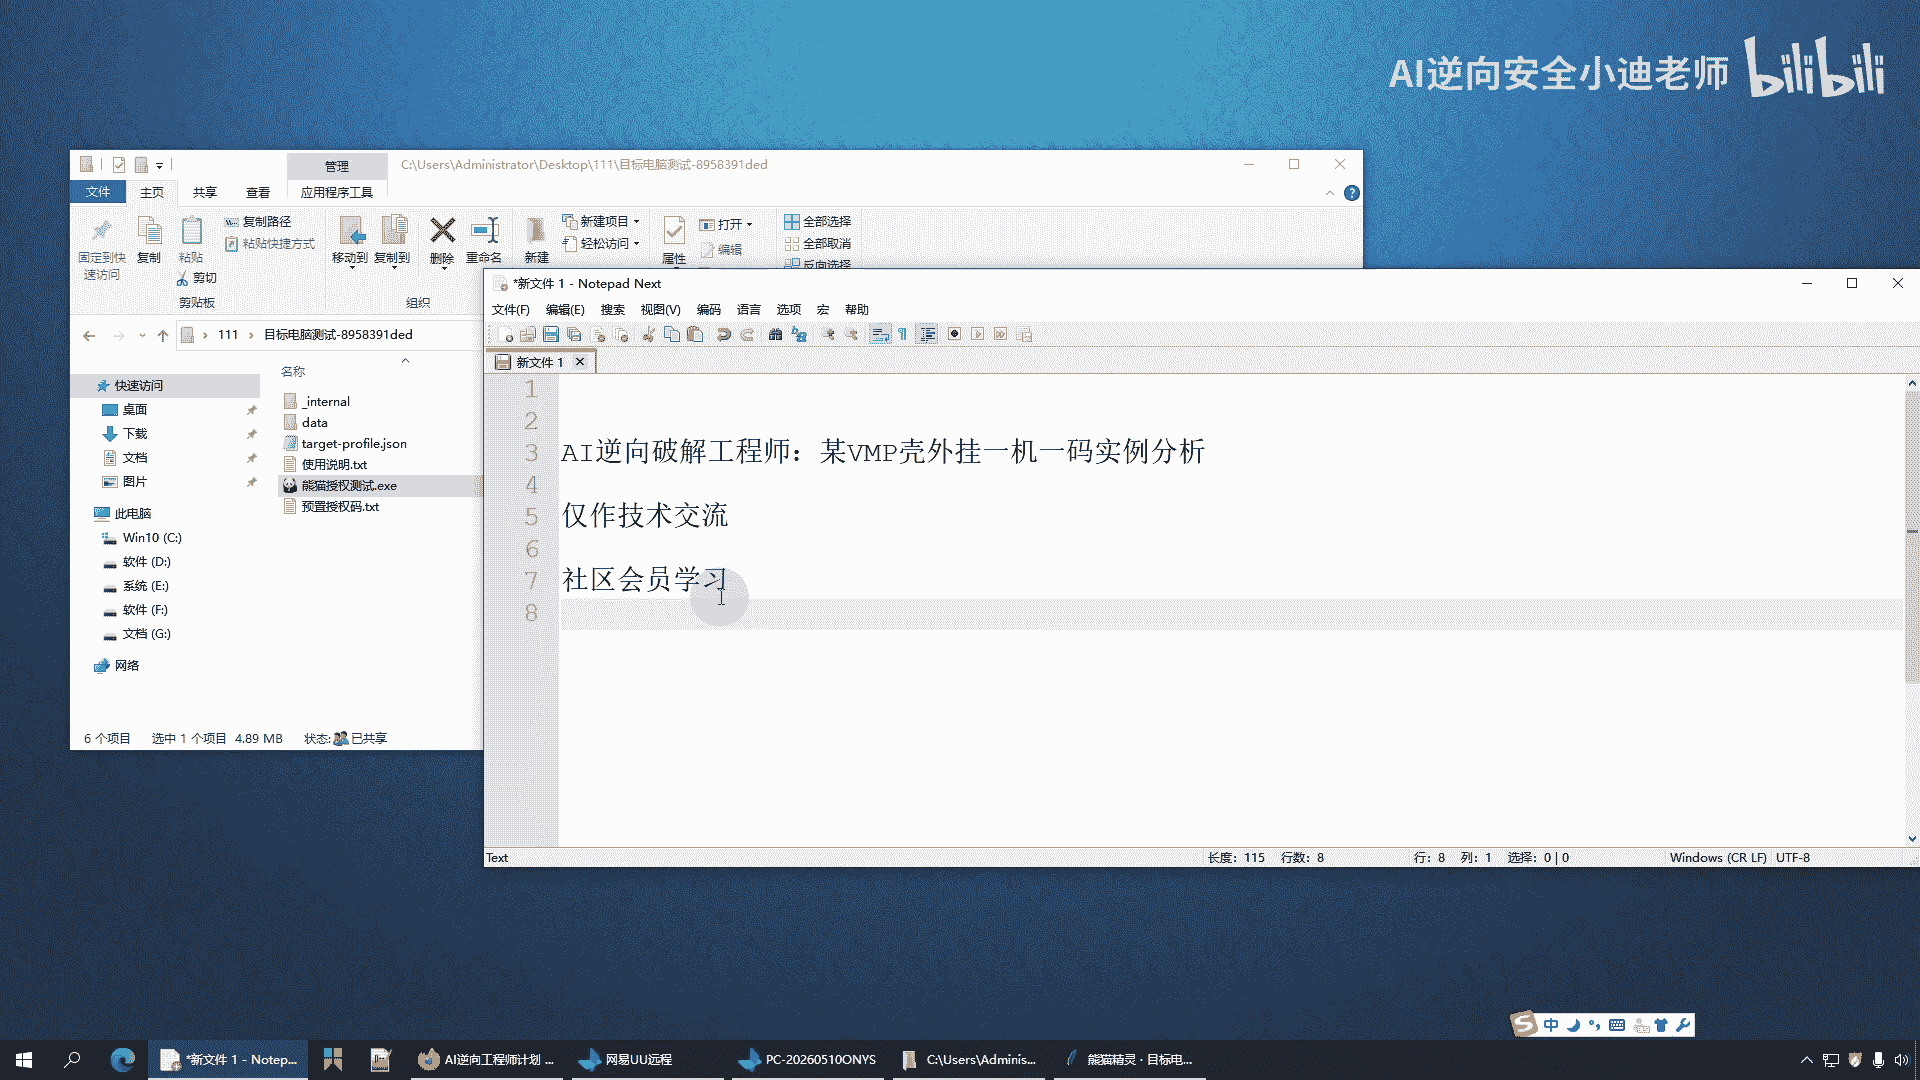 AI逆向安全小迪老师 bilibili
管理 C:\Users\Administrator\Desktop\111\目标电脑测试-8958391ded
文件 主页 共享 查看 应用程序工具
固定到快速访问 复制 粘贴 复制路径 粘贴快捷方式 剪切 移动到 复制到 删除 重命名 新建 新建项目 轻松访问 属性 打开 编辑 全部选择 全部取消 反向选择
剪贴板 组织
111 目标电脑测试-8958391ded
名称
快速访问
桌面
下载
文档
图片
此电脑
Win10 (C:)
软件 (D:)
系统 (E:)
软件 (F:)
文档 (G:)
网络
_internal
data
target-profile.json
使用说明.txt
熊猫授权测试.exe
预置授权码.txt
6 个项目 选中 1 个项目 4.89 MB 状态: 已共享
*新文件 1 - Notepad Next
文件(F) 编辑(E) 搜索 视图(V) 编码 语言 选项 宏 帮助
新文件 1
1
2
3 AI逆向破解工程师：某VMP壳外挂一机一码实例分析
4
5 仅作技术交流
6
7 社区会员学习
8
Text 长度：115 行数：8 行：8 列：1 选择：0 | 0 Windows (CR LF) UTF-8
中
*新文件 1 - Notep... AI逆向工程师计划 ... 网易UU远程 PC-20260510ONYS C:\Users\Adminis... 熊猫精灵 · 目标电...